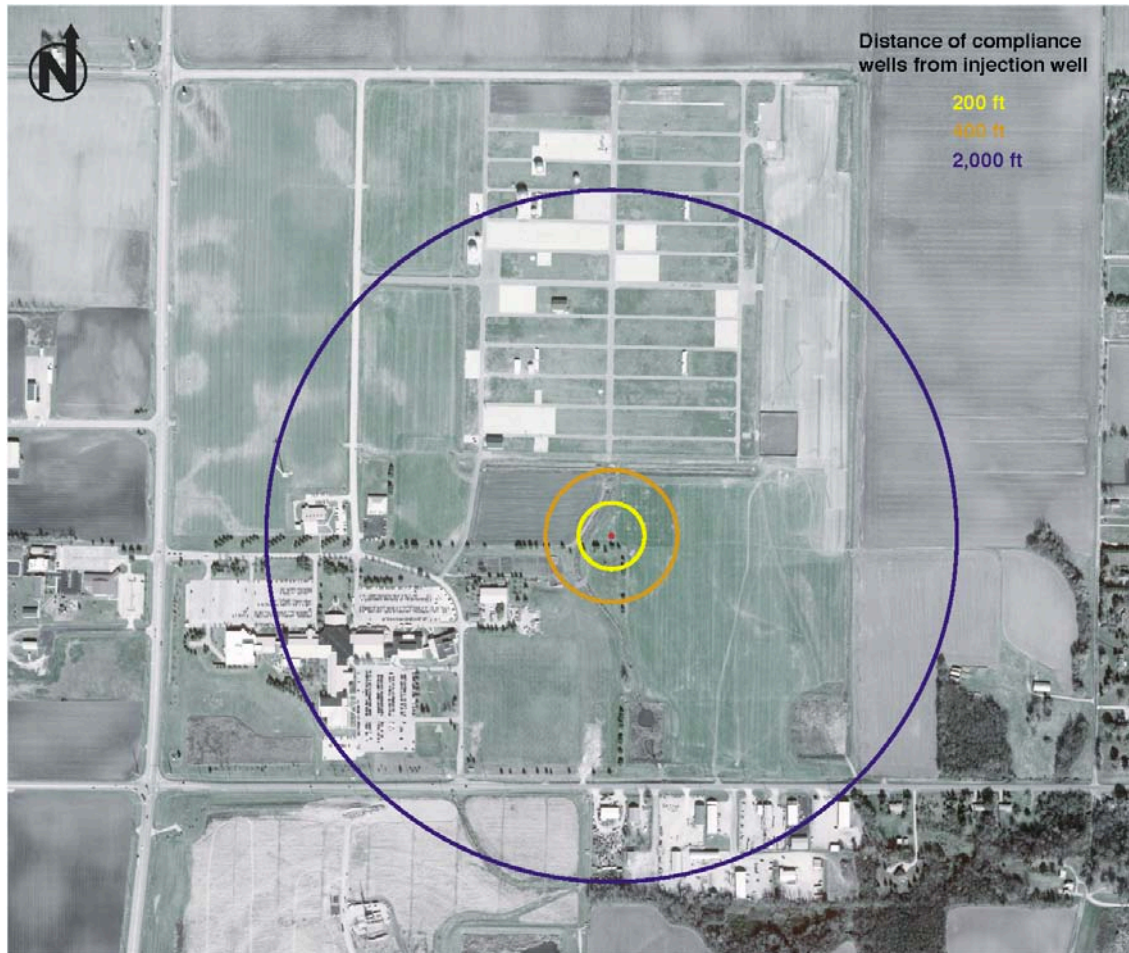 N
Distance of compliance
wells from injection well
200 ft
400 ft
2,000 ft